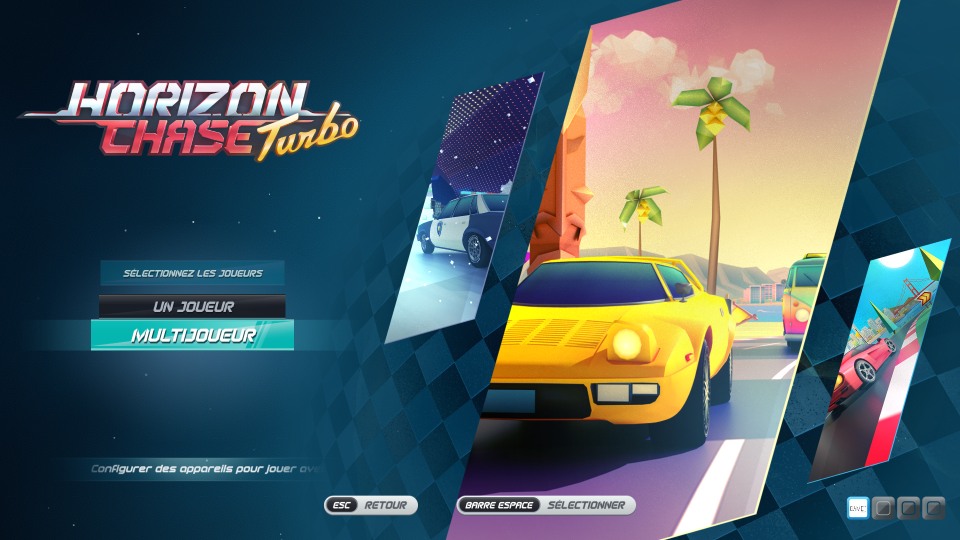 HORIZON
CHASE Turbo
SÉLECTIONNEZ LES JOUEURS
UN JOUEUR
MULTIJOUEUR
Configurer des appareils pour jouer ave
ESC RETOUR
BARRE ESPACE SÉLECTIONNER